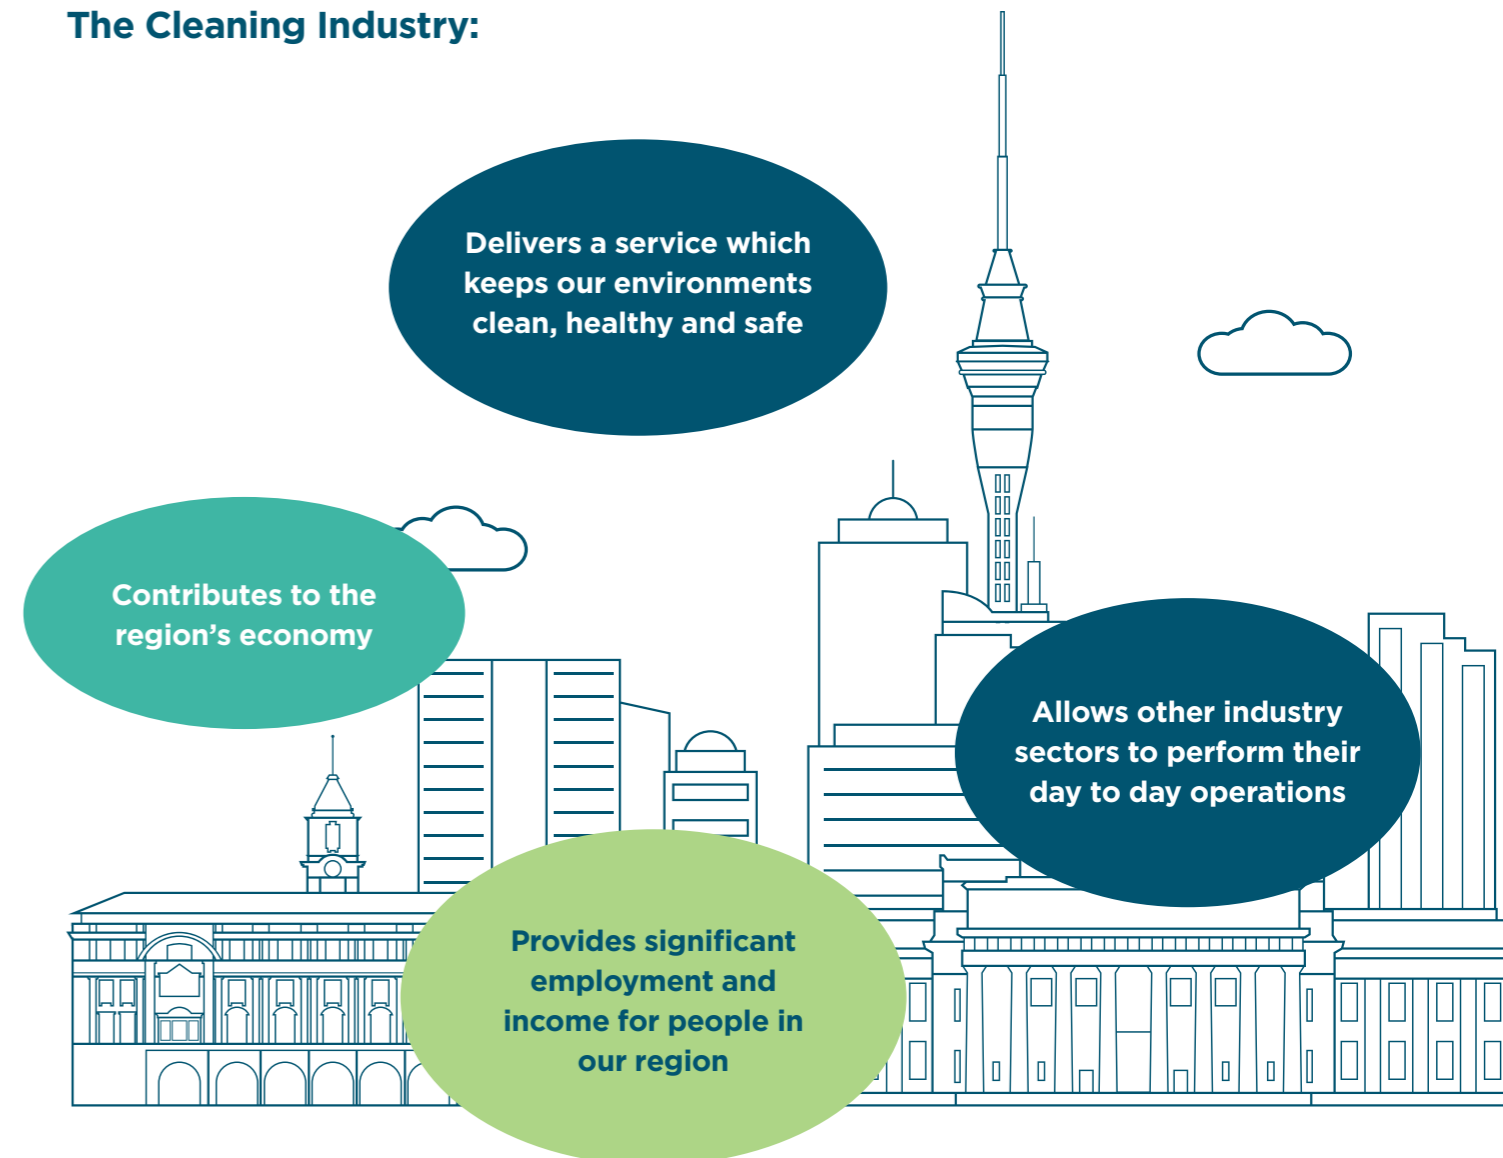 The Cleaning Industry:
Delivers a service which
keeps our environments
clean, healthy and safe
Contributes to the
region’s economy
Allows other industry
sectors to perform their
day to day operations
Provides significant
employment and
income for people in
our region